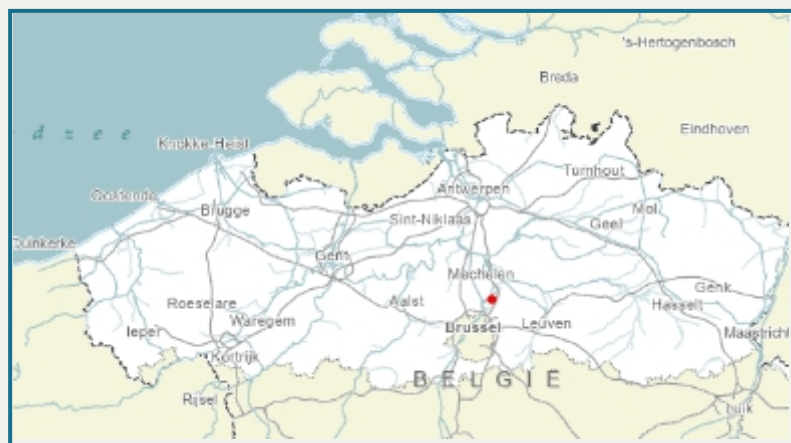 's-Hertogenbosch
Breda
d z e e
Eindhoven
Knokke-Heist
Turnhout
Oostende
Antwerpen
Brugge
Mol
Sint-Niklaas
Geel
Duinkerke
Gent
Mechelen
Genk
Roeselare
Aalst
Hasselt
Waregem
Ieper
Brussel
Leuven
Maastricht
Kortrijk
BELGIË
Rijsel
Luik